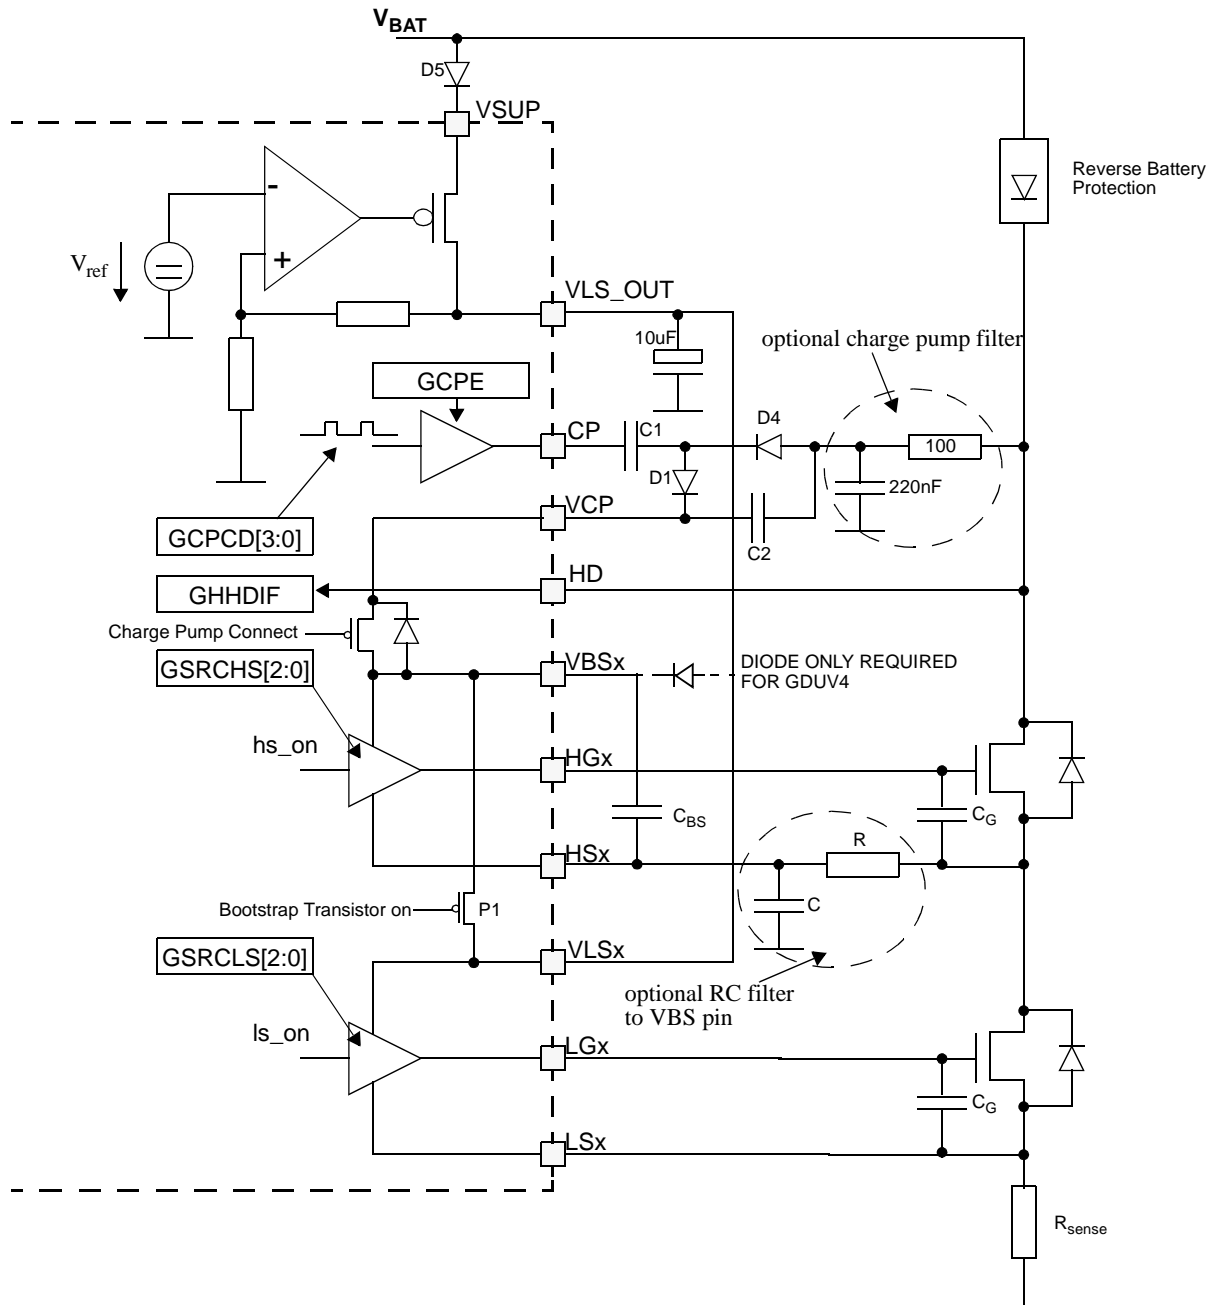 VBAT
D5
VSUP
Reverse Battery
Protection
-
+
Vref
VLS_OUT
10uF
optional charge pump filter
GCPE
CP
C1
D4
100
D1
220nF
VCP
C2
GCPCD[3:0]
HD
GHHDIF
Charge Pump Connect
GSRCHS[2:0]
VBSx
DIODE ONLY REQUIRED
FOR GDUV4
hs_on
HGx
CBS
CG
HSx
R
C
Bootstrap Transistor on
P1
GSRCLS[2:0]
VLSx
optional RC filter
to VBS pin
ls_on
LGx
CG
LSx
Rsense